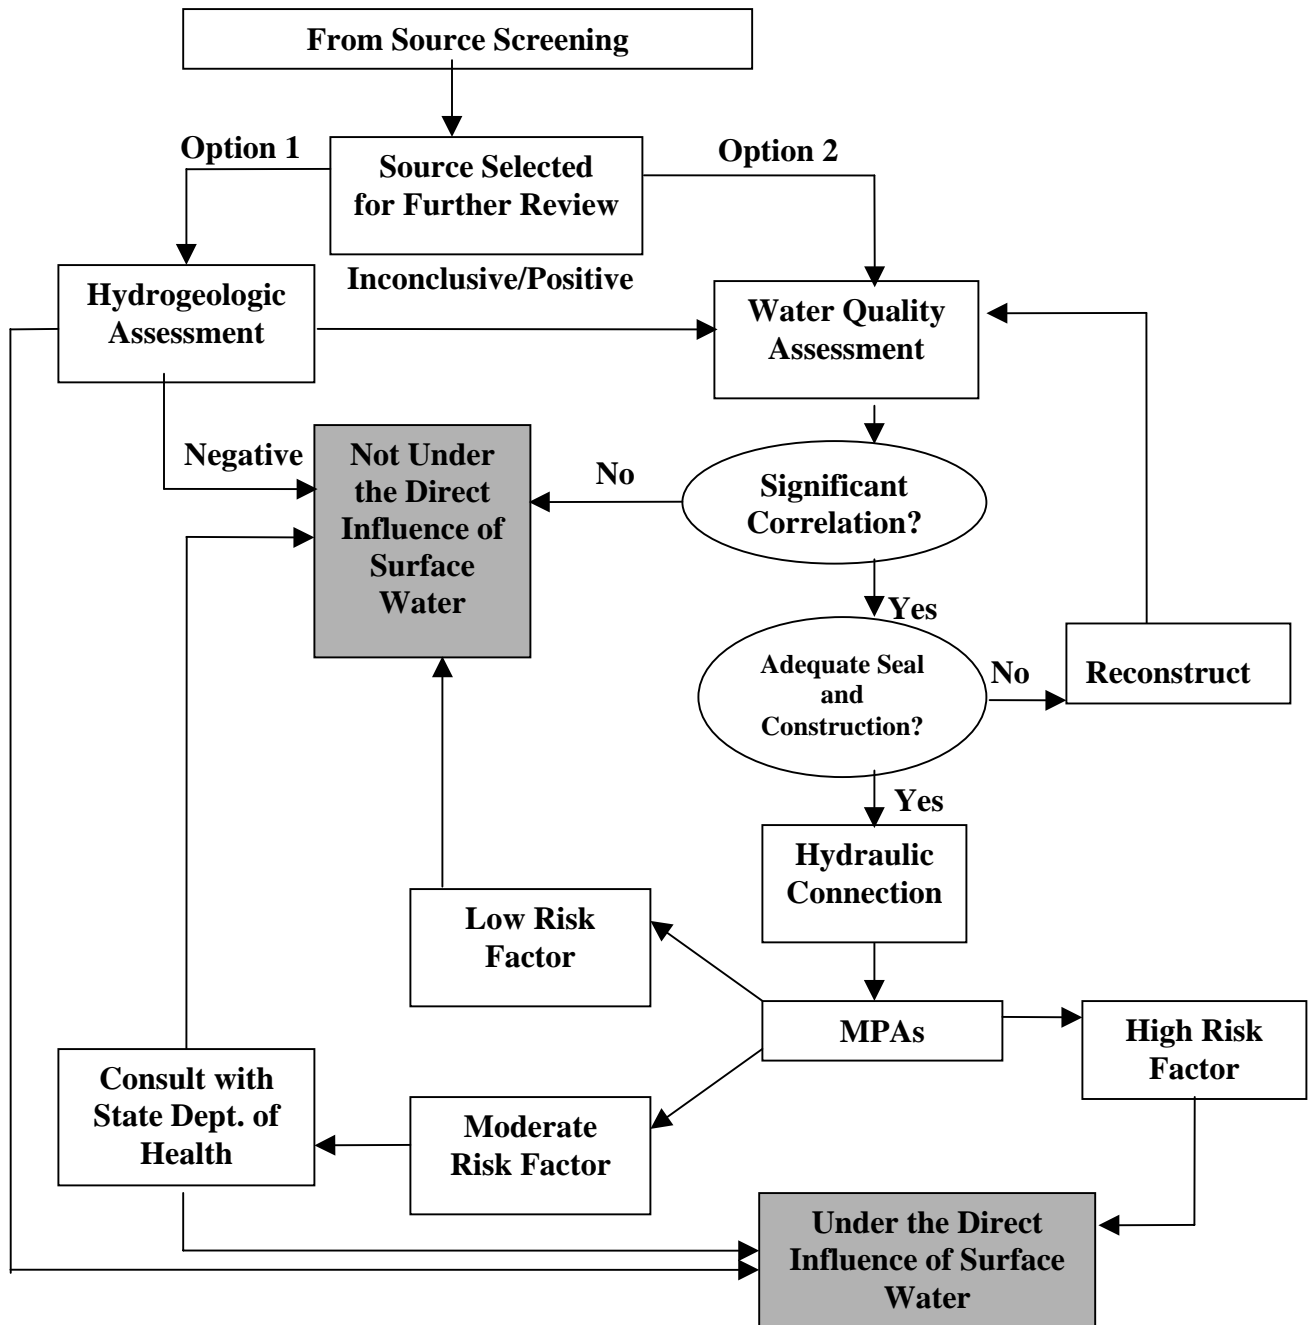 From Source Screening
Option 1
Source Selected
for Further Review
Option 2
Hydrogeologic
Assessment
Inconclusive/Positive
Water Quality
Assessment
Negative
Not Under
the Direct
Influence of
Surface
Water
No
Significant
Correlation?
Yes
Adequate Seal
and
Construction?
No
Reconstruct
Yes
Hydraulic
Connection
Low Risk
Factor
MPAs
High Risk
Factor
Consult with
State Dept. of
Health
Moderate
Risk Factor
Under the Direct
Influence of Surface
Water